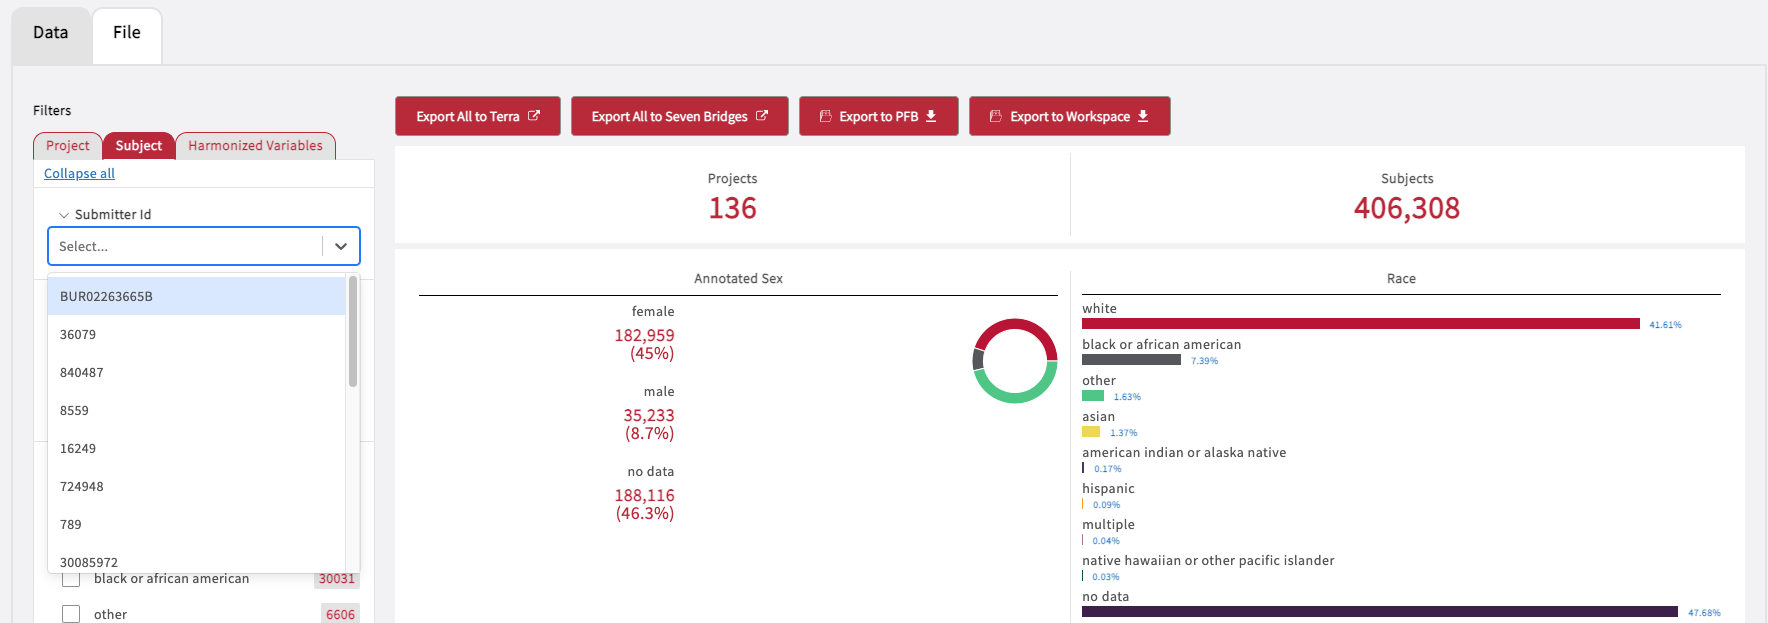 Data
File
Filters
Project
Subject
Harmonized Variables
Collapse all
Submitter Id
Select...
BUR02263665B
36079
840487
8559
16249
724948
789
30085972
black or african american
30031
other
6606
Export All to Terra
Export All to Seven Bridges
Export to PFB
Export to Workspace
Projects
136
Subjects
406,308
Annotated Sex
female
182,959
(45%)
male
35,233
(8.7%)
no data
188,116
(46.3%)
Race
white
41.61%
black or african american
7.39%
other
1.63%
asian
1.37%
american indian or alaska native
0.17%
hispanic
0.09%
multiple
0.04%
native hawaiian or other pacific islander
0.03%
no data
47.68%